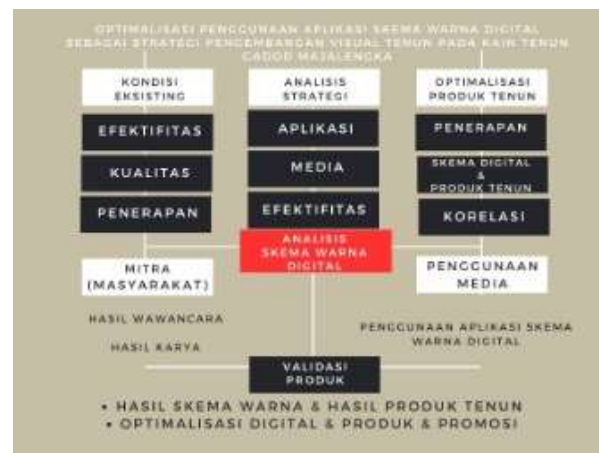 OPTIMALISASI PENGGUNAAN APLIKASI SKEMA WARNA DIGITAL
SEBAGAI STRATEGI PENGEMBANGAN VISUAL TENUN PADA KAIN TENUN
GADOD MAJALENGKA
KONDISI
EKSISTING
EFEKTIFITAS
KUALITAS
PENERAPAN
MITRA
(MASYARAKAT)
HASIL WAWANCARA
HASIL KARYA
ANALISIS
STRATEGI
APLIKASI
MEDIA
EFEKTIFITAS
ANALISIS
SKEMA WARNA
DIGITAL
OPTIMALISASI
PRODUK TENUN
PENERAPAN
SKEMA DIGITAL
&
PRODUK TENUN
KORELASI
PENGGUNAAN
MEDIA
PENGGUNAAN APLIKASI SKEMA
WARNA DIGITAL
VALIDASI
PRODUK
• HASIL SKEMA WARNA & HASIL PRODUK TENUN
• OPTIMALISASI DIGITAL & PRODUK & PROMOSI